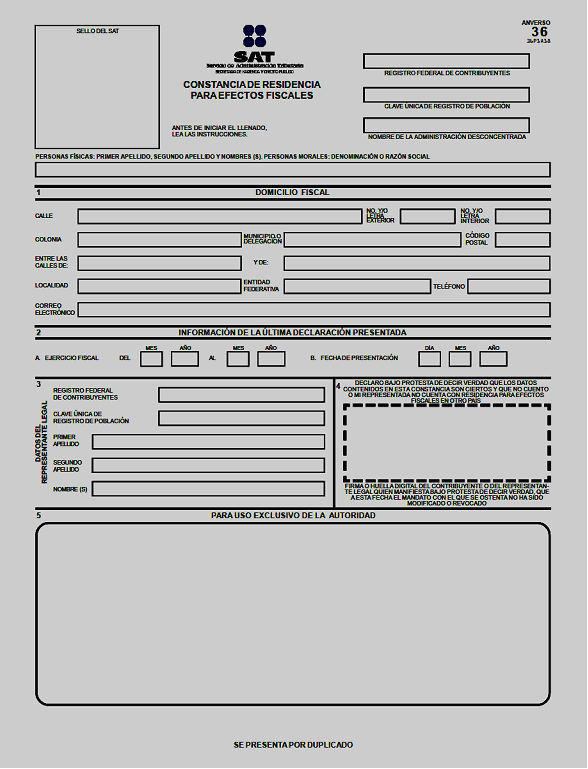 ANVERSO
36
SELLO DEL SAT
SAT
Servicio de Administración Tributaria
SECRETARÍA DE HACIENDA Y CRÉDITO PÚBLICO
CONSTANCIA DE RESIDENCIA
PARA EFECTOS FISCALES
REGISTRO FEDERAL DE CONTRIBUYENTES
CLAVE ÚNICA DE REGISTRO DE POBLACIÓN
ANTES DE INICIAR EL LLENADO,
LEA LAS INSTRUCCIONES.
NOMBRE DE LA ADMINISTRACIÓN DESCONCENTRADA
PERSONAS FÍSICAS: PRIMER APELLIDO, SEGUNDO APELLIDO Y NOMBRES (S). PERSONAS MORALES: DENOMINACIÓN O RAZÓN SOCIAL
1 DOMICILIO FISCAL
CALLE
NO. Y/O
LETRA
EXTERIOR
NO. Y/O
LETRA
INTERIOR
COLONIA
MUNICIPIO O
DELEGACIÓN
CÓDIGO
POSTAL
ENTRE LAS
CALLES DE:
Y DE:
LOCALIDAD
ENTIDAD
FEDERATIVA
TELÉFONO
CORREO
ELECTRÓNICO
2 INFORMACIÓN DE LA ÚLTIMA DECLARACIÓN PRESENTADA
MES AÑO MES AÑO DÍA MES AÑO
A. EJERCICIO FISCAL DEL AL B. FECHA DE PRESENTACIÓN
3
DATOS DEL
REPRESENTANTE LEGAL
REGISTRO FEDERAL
DE CONTRIBUYENTES
CLAVE ÚNICA DE
REGISTRO DE POBLACIÓN
PRIMER
APELLIDO
SEGUNDO
APELLIDO
NOMBRE (S)
4
DECLARO BAJO PROTESTA DE DECIR VERDAD QUE LOS DATOS
CONTENIDOS EN ESTA CONSTANCIA SON CIERTOS Y QUE NO CUENTO
O MI REPRESENTADA NO CUENTA CON RESIDENCIA PARA EFECTOS
FISCALES EN OTRO PAIS
FIRMA O HUELLA DIGITAL DEL CONTRIBUYENTE O DEL REPRESENTAN-
TE LEGAL QUIEN MANIFIESTA BAJO PROTESTA DE DECIR VERDAD, QUE
A ESTA FECHA EL MANDATO CON EL QUE SE OSTENTA NO HA SIDO
MODIFICADO O REVOCADO
5 PARA USO EXCLUSIVO DE LA AUTORIDAD
SE PRESENTA POR DUPLICADO